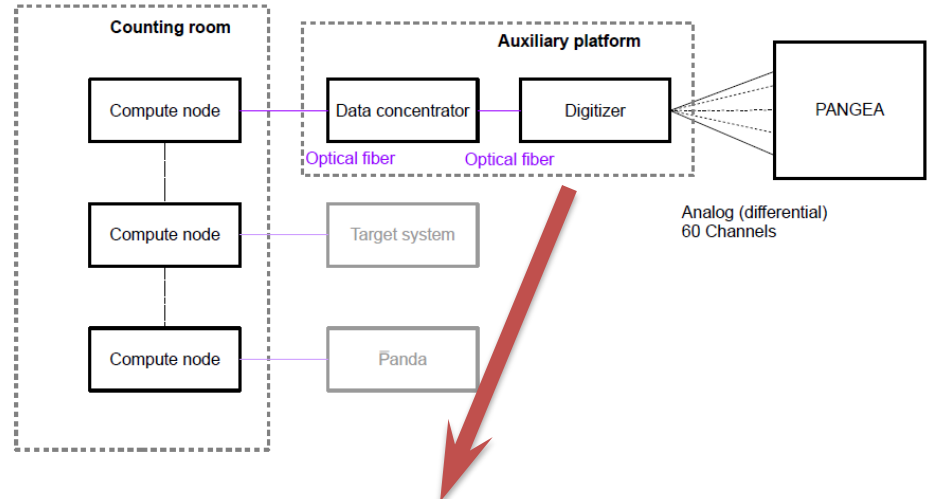 Counting room
Auxiliary platform
Compute node
Data concentrator
Digitizer
PANGEA
Optical fiber
Optical fiber
Analog (differential)
60 Channels
Compute node
Target system
Compute node
P̅anda